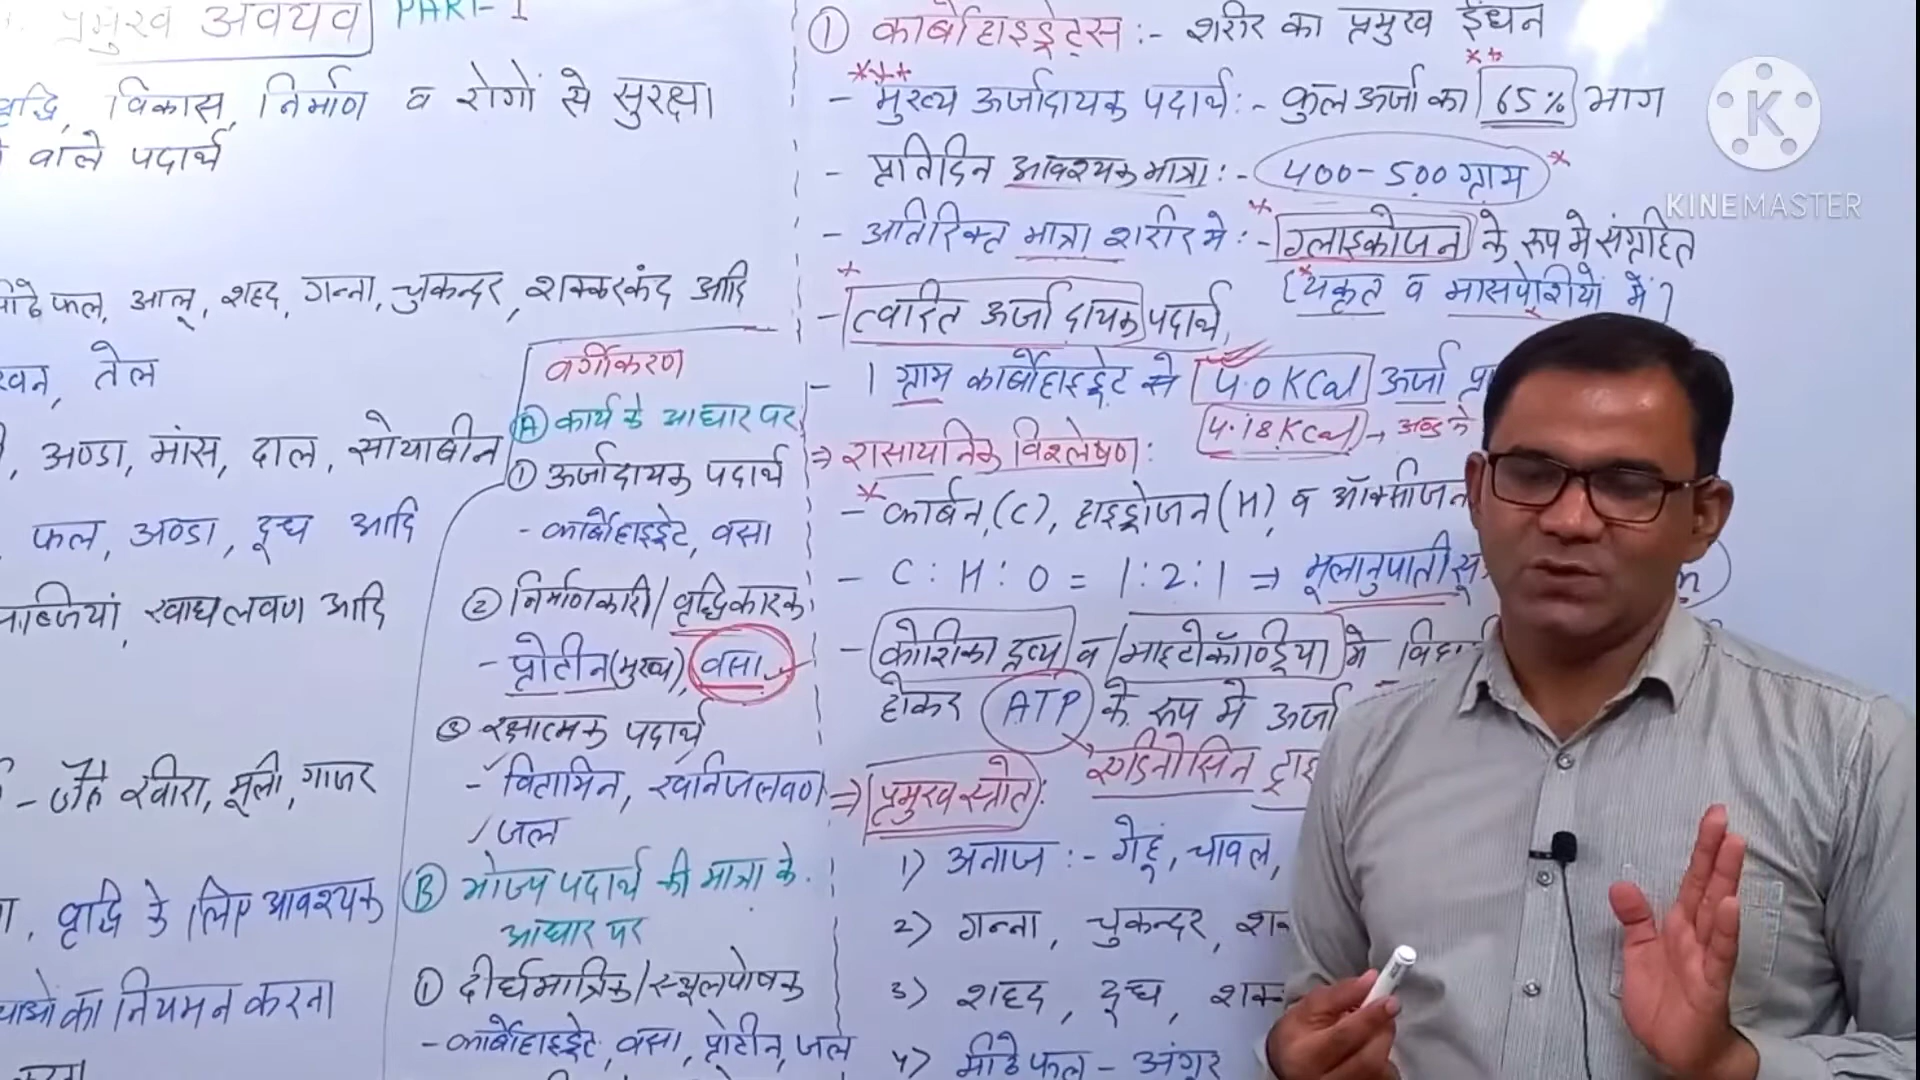 प्रमुख अवयव PART-I
वृद्धि, विकास, निर्माण व रोगों से सुरक्षा
वाले पदार्थ
फल, आलू, शहद, गन्ना, चुकन्दर, शक्करकंद आदि
तेल
अण्डा, मांस, दाल, सोयाबीन
फल, अण्डा, दूध आदि
खाद्य लवण आदि
खीरा, मूली, गाजर
वृद्धि के लिए आवश्यक
का नियमन करना
वर्गीकरण
(A) कार्य के आधार पर
① ऊर्जादायक पदार्थ
- कार्बोहाइड्रेट, वसा
② निर्माणकारी/वृद्धिकारक
- प्रोटीन (मुख्य), वसा
③ रक्षात्मक पदार्थ
- विटामिन, खनिजलवण
जल
(B) भोज्य पदार्थ की मात्रा के
आधार पर
① दीर्घमात्रिक/स्थूलपोषक
- कार्बोहाइड्रेट, वसा, प्रोटीन, जल
① कार्बोहाइड्रेट्स :- शरीर का प्रमुख ईंधन
- मुख्य ऊर्जादायक पदार्थ :- कुल ऊर्जा का 65% भाग
- प्रतिदिन आवश्यक मात्रा :- 400-500 ग्राम
- अतिरिक्त मात्रा शरीर मे :- ग्लाइकोजन के रूप मे संग्रहित
(यकृत व मांसपेशियों में)
- त्वरित ऊर्जा दायक पदार्थ
- 1 ग्राम कार्बोहाइड्रेट से 4.0 KCal ऊर्जा
4.18 KCal →
⇒ रासायनिक विश्लेषण:
- कार्बन (C), हाइड्रोजन (H), व ऑक्सीजन
- C : H : O = 1:2:1 ⇒ मूलानुपाती
- कोशिका द्रव्य व माइटोकॉण्ड्रिया मे
होकर ATP के रूप मे ऊर्जा
एडिनोसिन
⇒ प्रमुख स्त्रोत:
1) अनाज :- गेहूं, चावल,
2) गन्ना, चुकन्दर,
3) शहद, दूध,
4) मीठे फल - अंगूर
K
KINEMASTER